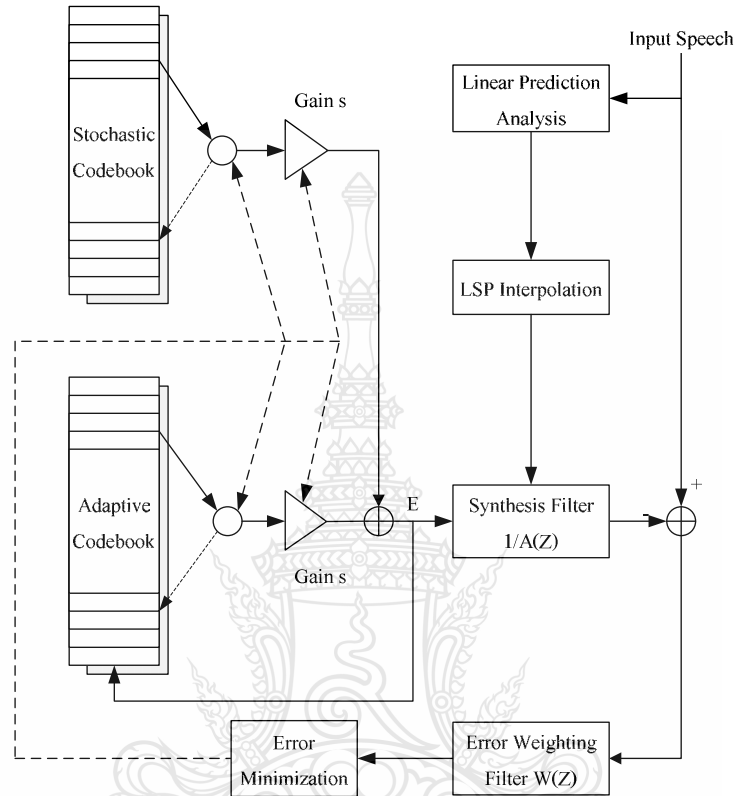 Input Speech
Linear Prediction
Analysis
Gain s
Stochastic
Codebook
LSP Interpolation
Adaptive
Codebook
E
Synthesis Filter
1/A(Z)
+
-
Gain s
Error
Minimization
Error Weighting
Filter W(Z)